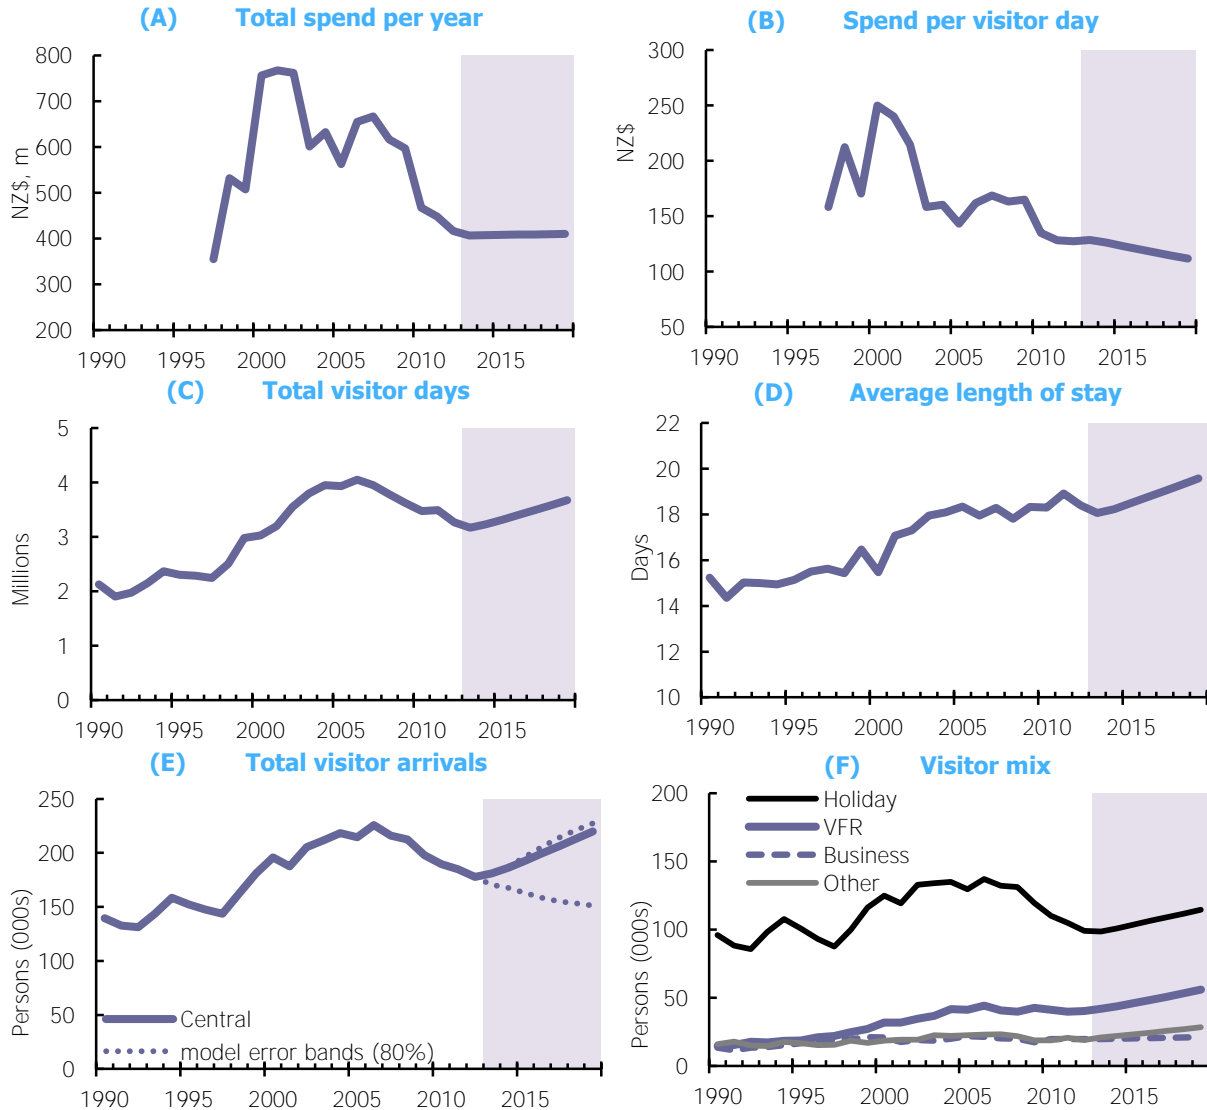 (A) Total spend per year
(B) Spend per visitor day
800
700
600
500
400
300
200
NZ$, m
1990 1995 2000 2005 2010 2015
300
250
200
150
100
50
NZ$
1990 1995 2000 2005 2010 2015
(C) Total visitor days
(D) Average length of stay
5
4
3
2
1
0
Millions
1990 1995 2000 2005 2010 2015
22
20
18
16
14
12
10
Days
1990 1995 2000 2005 2010 2015
(E) Total visitor arrivals
(F) Visitor mix
250
200
150
100
50
0
Persons (000s)
Central
model error bands (80%)
1990 1995 2000 2005 2010 2015
200
150
100
50
0
Persons (000s)
Holiday
VFR
Business
Other
1990 1995 2000 2005 2010 2015